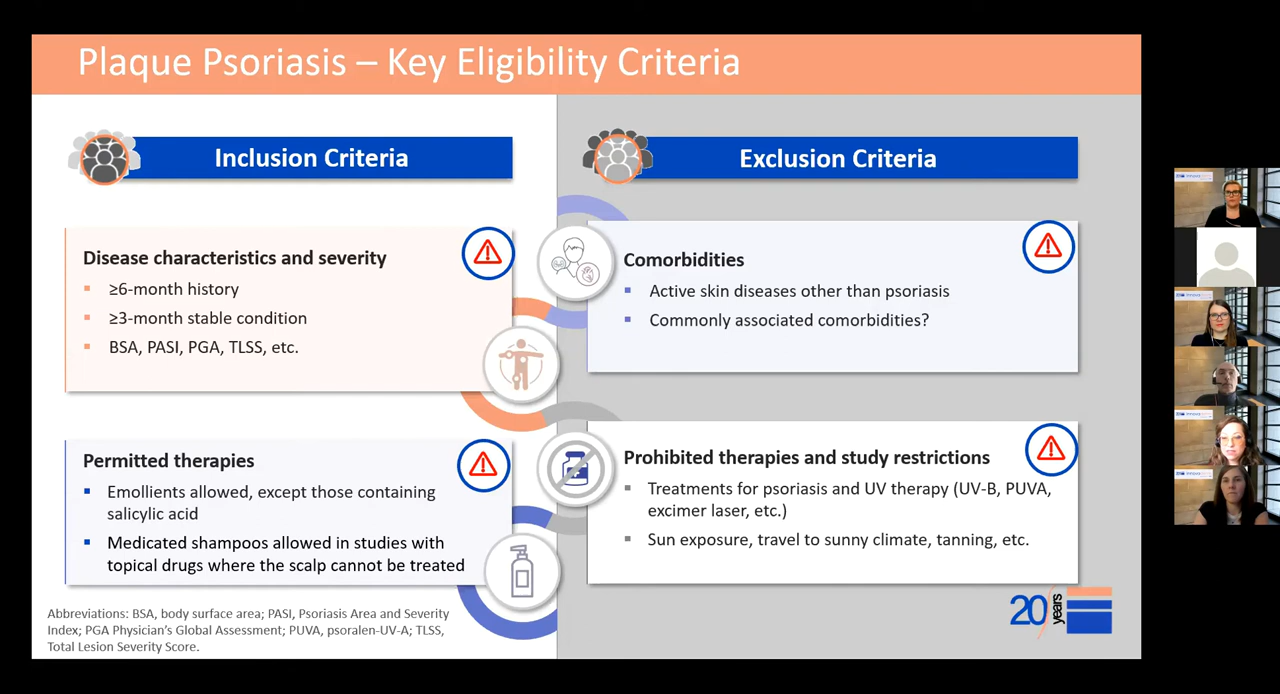 Plaque Psoriasis – Key Eligibility Criteria
Inclusion Criteria
Disease characteristics and severity
▪ ≥6-month history
▪ ≥3-month stable condition
▪ BSA, PASI, PGA, TLSS, etc.
Permitted therapies
▪ Emollients allowed, except those containing
salicylic acid
▪ Medicated shampoos allowed in studies with
topical drugs where the scalp cannot be treated
Abbreviations: BSA, body surface area; PASI, Psoriasis Area and Severity
Index; PGA Physician's Global Assessment; PUVA, psoralen-UV-A; TLSS,
Total Lesion Severity Score.
Exclusion Criteria
Comorbidities
▪ Active skin diseases other than psoriasis
▪ Commonly associated comorbidities?
Prohibited therapies and study restrictions
▪ Treatments for psoriasis and UV therapy (UV-B, PUVA,
excimer laser, etc.)
▪ Sun exposure, travel to sunny climate, tanning, etc.
20 years